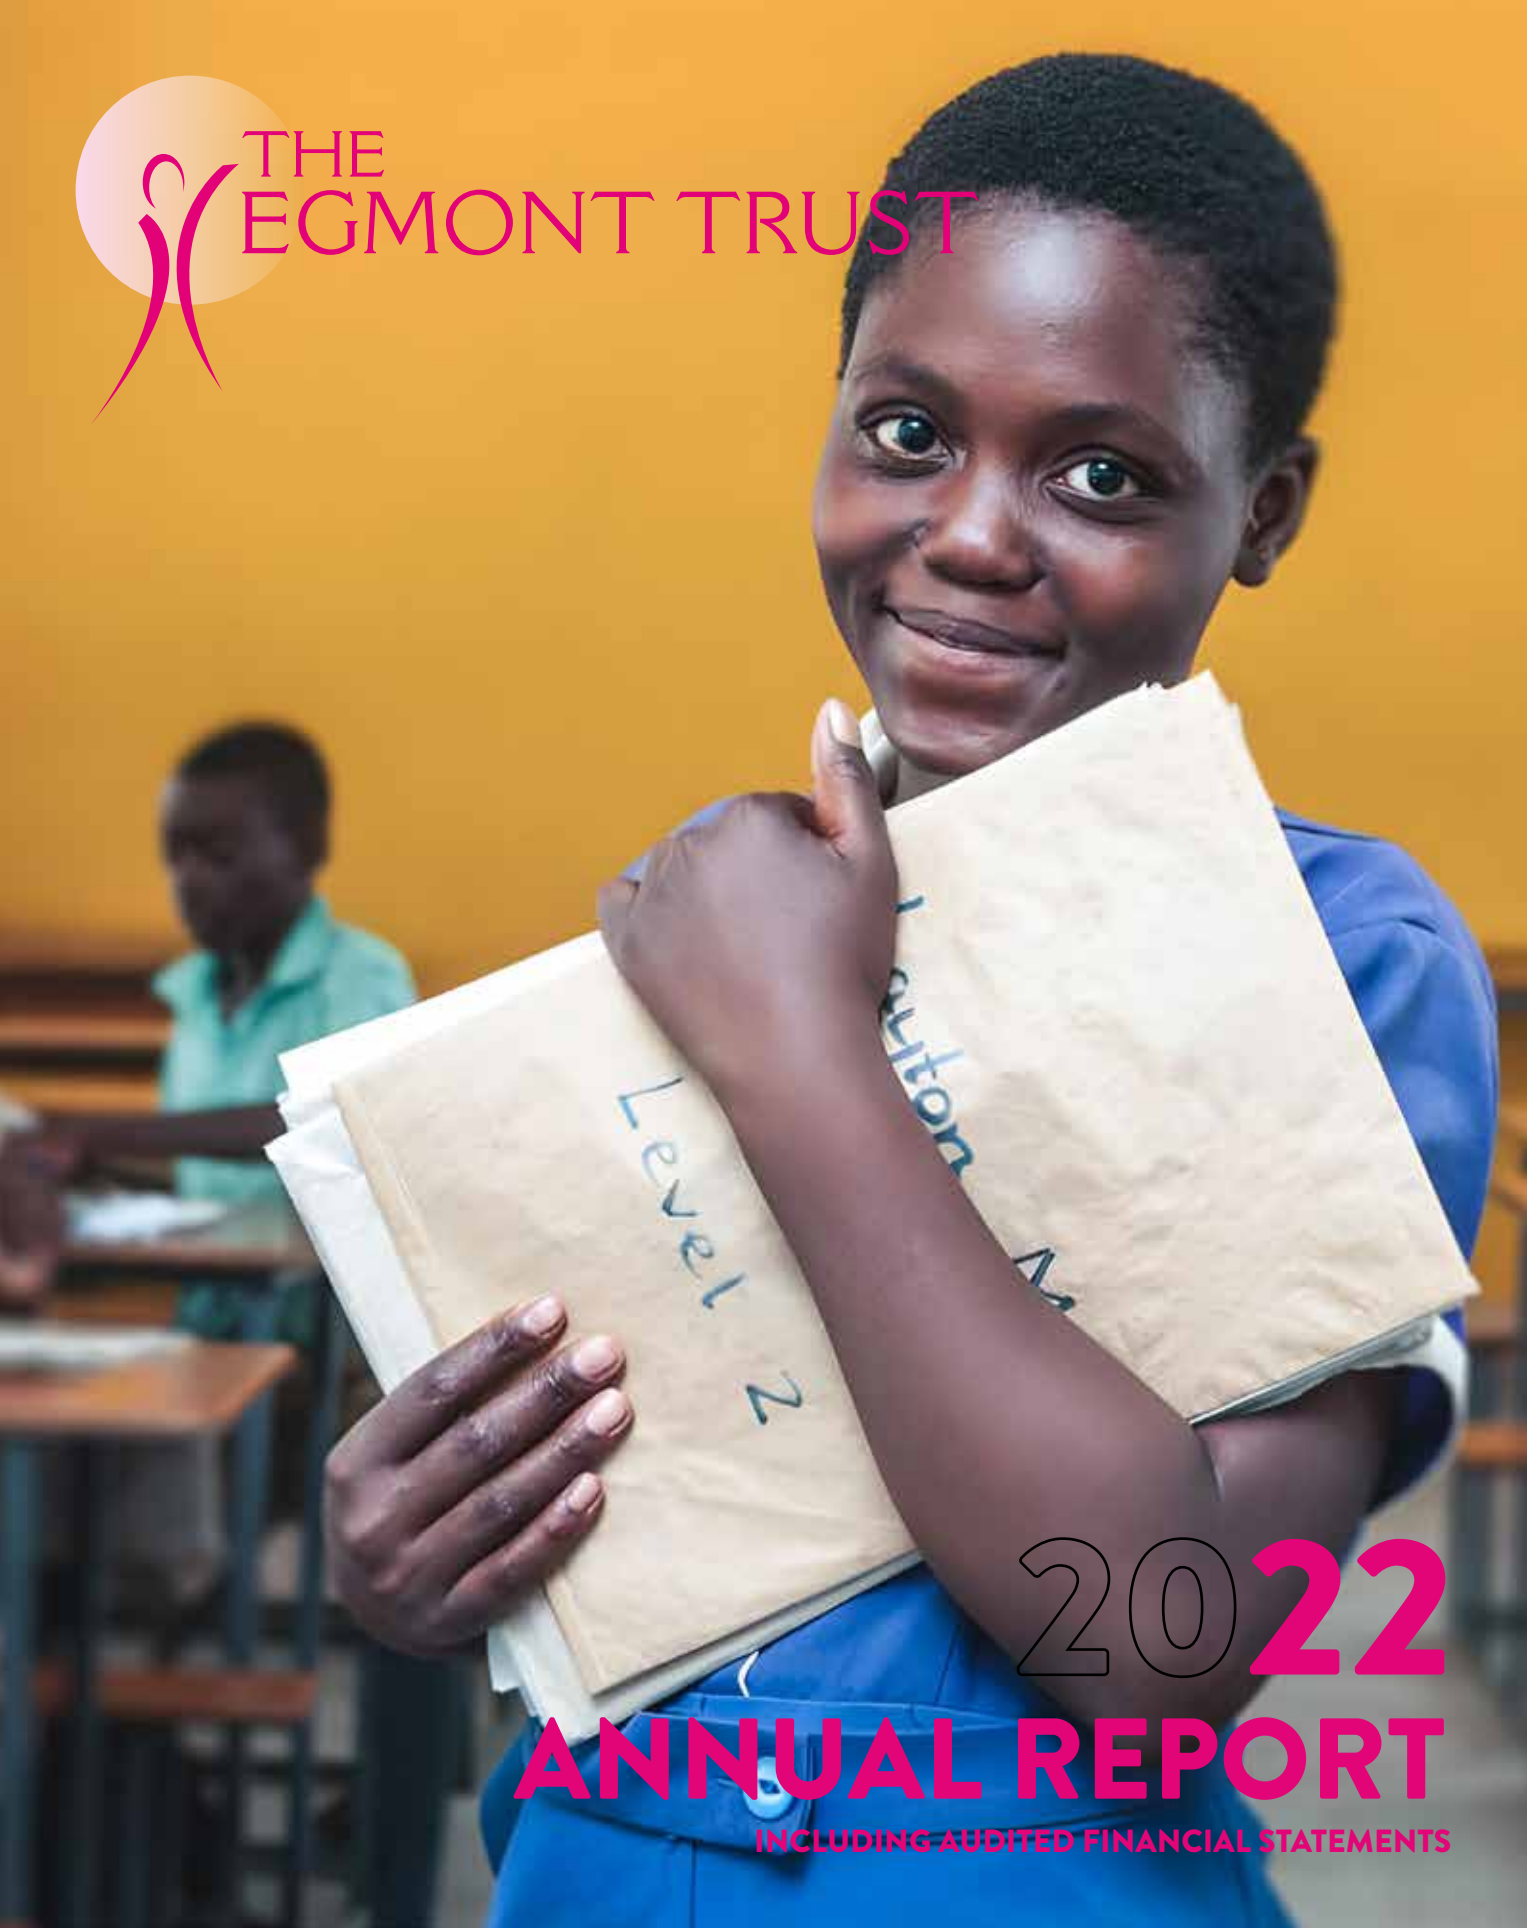 THE
EGMONT TRUST
Level 2
2022
ANNUAL REPORT
INCLUDING AUDITED FINANCIAL STATEMENTS